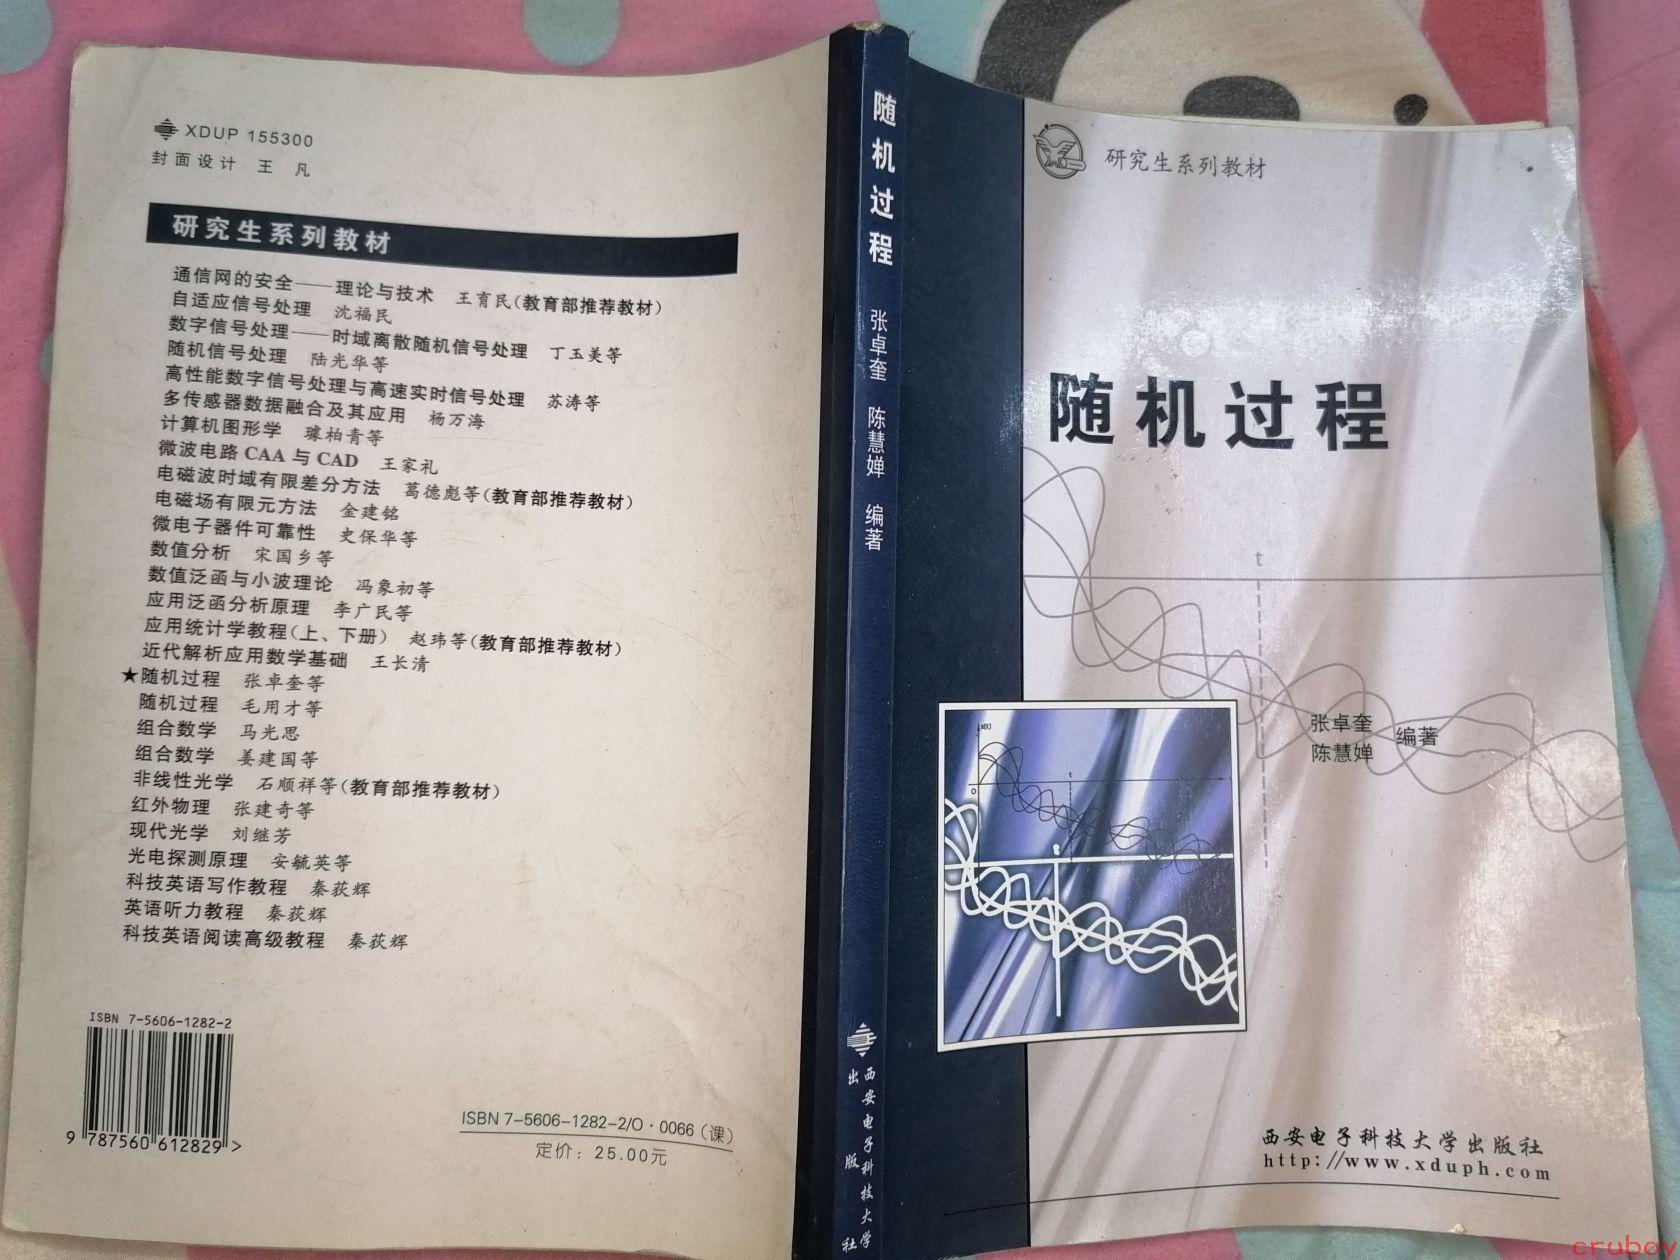 XDUP 155300
封面设计 王 凡
研究生系列教材
通信网的安全——理论与技术 王育民(教育部推荐教材)
自适应信号处理 沈福民
数字信号处理——时域离散随机信号处理 丁玉美等
随机信号处理 陆光华等
高性能数字信号处理与高速实时信号处理 苏涛等
多传感器数据融合及其应用 杨万海
计算机图形学 璩柏青等
微波电路 CAA 与 CAD 王家礼
电磁波时域有限差分方法 葛德彪等(教育部推荐教材)
电磁场有限元方法 金建铭
微电子器件可靠性 史保华等
数值分析 宋国乡等
数值泛函与小波理论 冯象初等
应用泛函分析原理 李广民等
应用统计学教程(上、下册) 赵玮等(教育部推荐教材)
近代解析应用数学基础 王长清
★随机过程 张卓奎等
随机过程 毛用才等
组合数学 马光思
组合数学 姜建国等
非线性光学 石顺祥等(教育部推荐教材)
红外物理 张建奇等
现代光学 刘继芳
光电探测原理 安毓英等
科技英语写作教程 秦荻辉
英语听力教程 秦荻辉
科技英语阅读高级教程 秦荻辉
ISBN 7-5606-1282-2
9 787560 612829 >
ISBN 7-5606-1282-2/O·0066(课)
定价：25.00元
随机过程
张卓奎 陈慧婵 编著
西安电子科技大学
出版社
研究生系列教材
随机过程
t
张卓奎
陈慧婵
编著
x(t)
t
0
t
西安电子科技大学出版社
http://www.xduph.com
cruboy